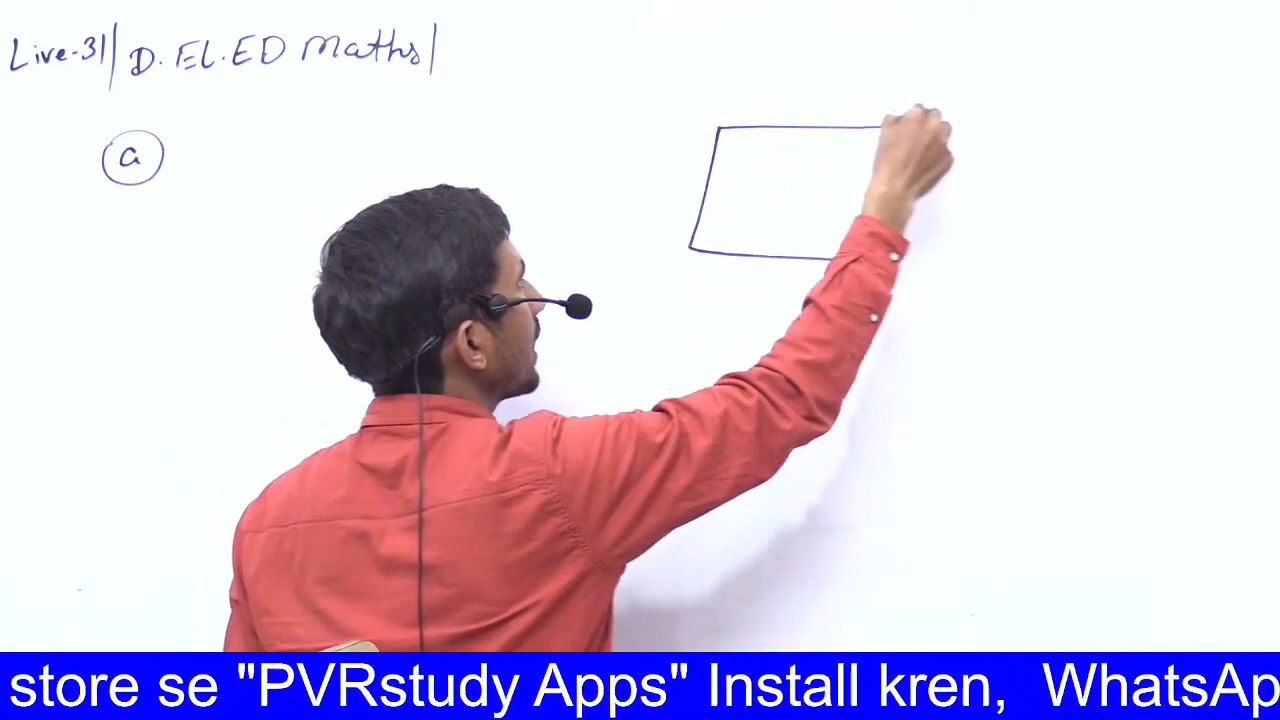 Live-31| D.EL.ED Maths|
a
store se "PVRstudy Apps" Install kren, WhatsAp